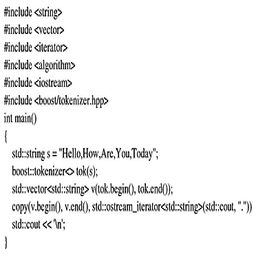 #include <string>
#include <vector>
#include <iterator>
#include <algorithm>
#include <iostream>
#include <boost/tokenizer.hpp>
int main()
{
std::string s = "Hello,How,Are,You,Today";
boost::tokenizer<> tok(s);
std::vector<std::string> v(tok.begin(), tok.end());
copy(v.begin(), v.end(), std::ostream_iterator<std::string>(std::cout, "."))
std::cout << '\n';
}